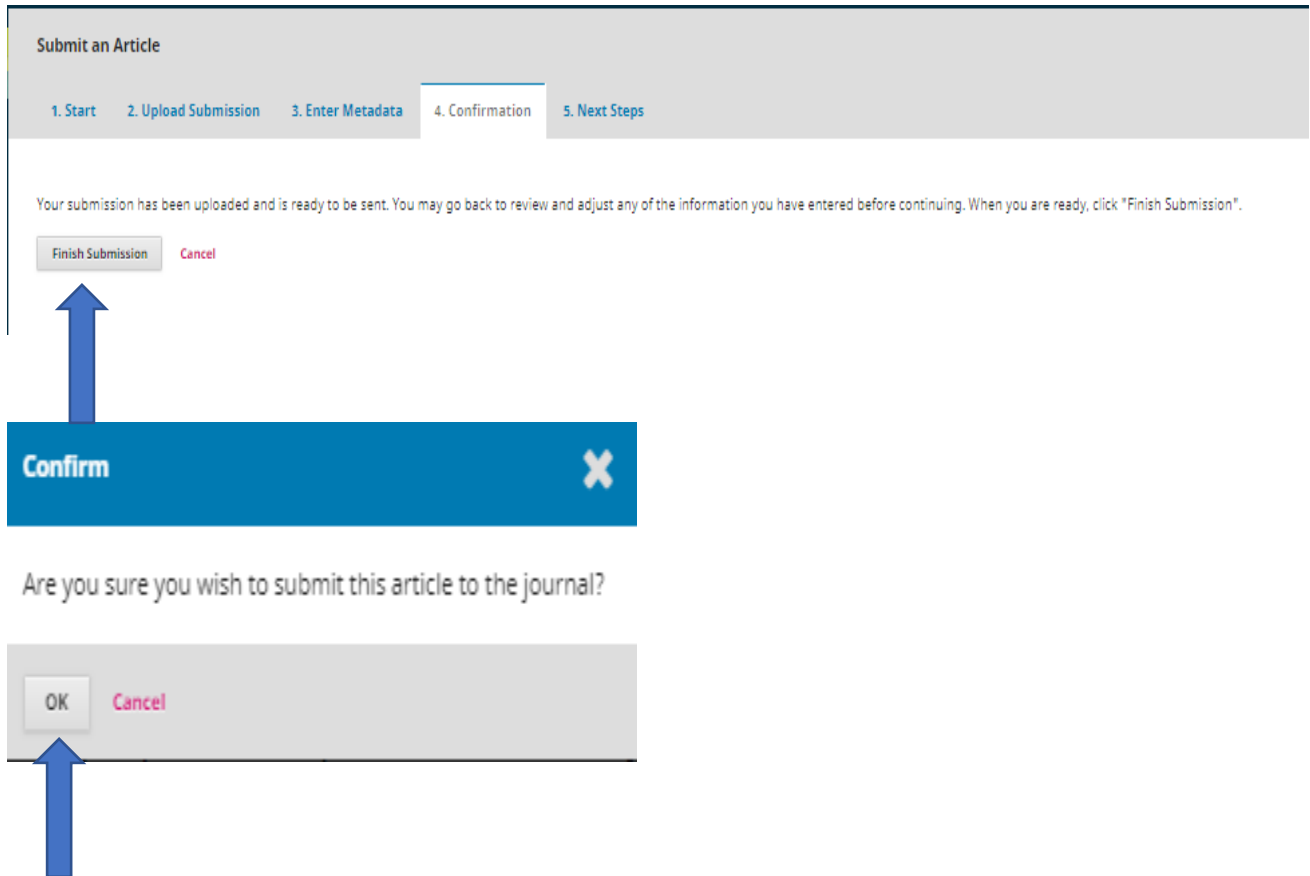 Submit an Article
1. Start 2. Upload Submission 3. Enter Metadata 4. Confirmation 5. Next Steps
Your submission has been uploaded and is ready to be sent. You may go back to review and adjust any of the information you have entered before continuing. When you are ready, click "Finish Submission".
Finish Submission Cancel
Confirm
Are you sure you wish to submit this article to the journal?
OK Cancel